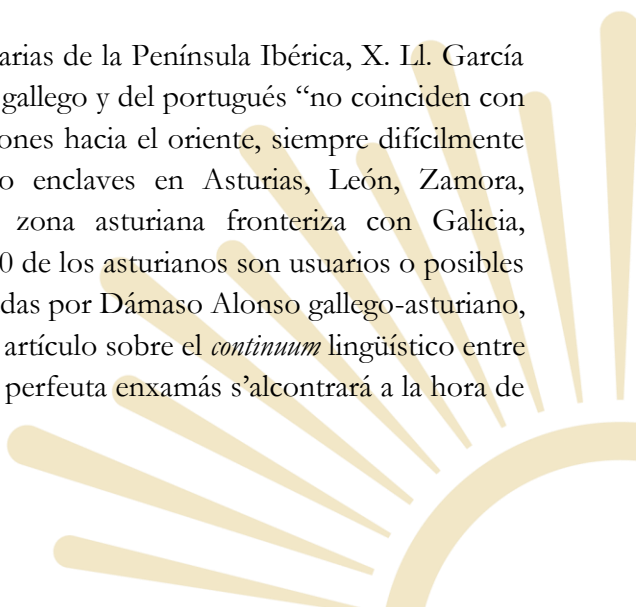 arias de la Península Ibérica, X. Ll. García
gallego y del portugués “no coinciden con
ones hacia el oriente, siempre difícilmente
o enclaves en Asturias, León, Zamora,
zona asturiana fronteriza con Galicia,
0 de los asturianos son usuarios o posibles
das por Dámaso Alonso gallego-asturiano,
artículo sobre el continuum lingüístico entre
perfeuta enxamás s’alcontrará a la hora de